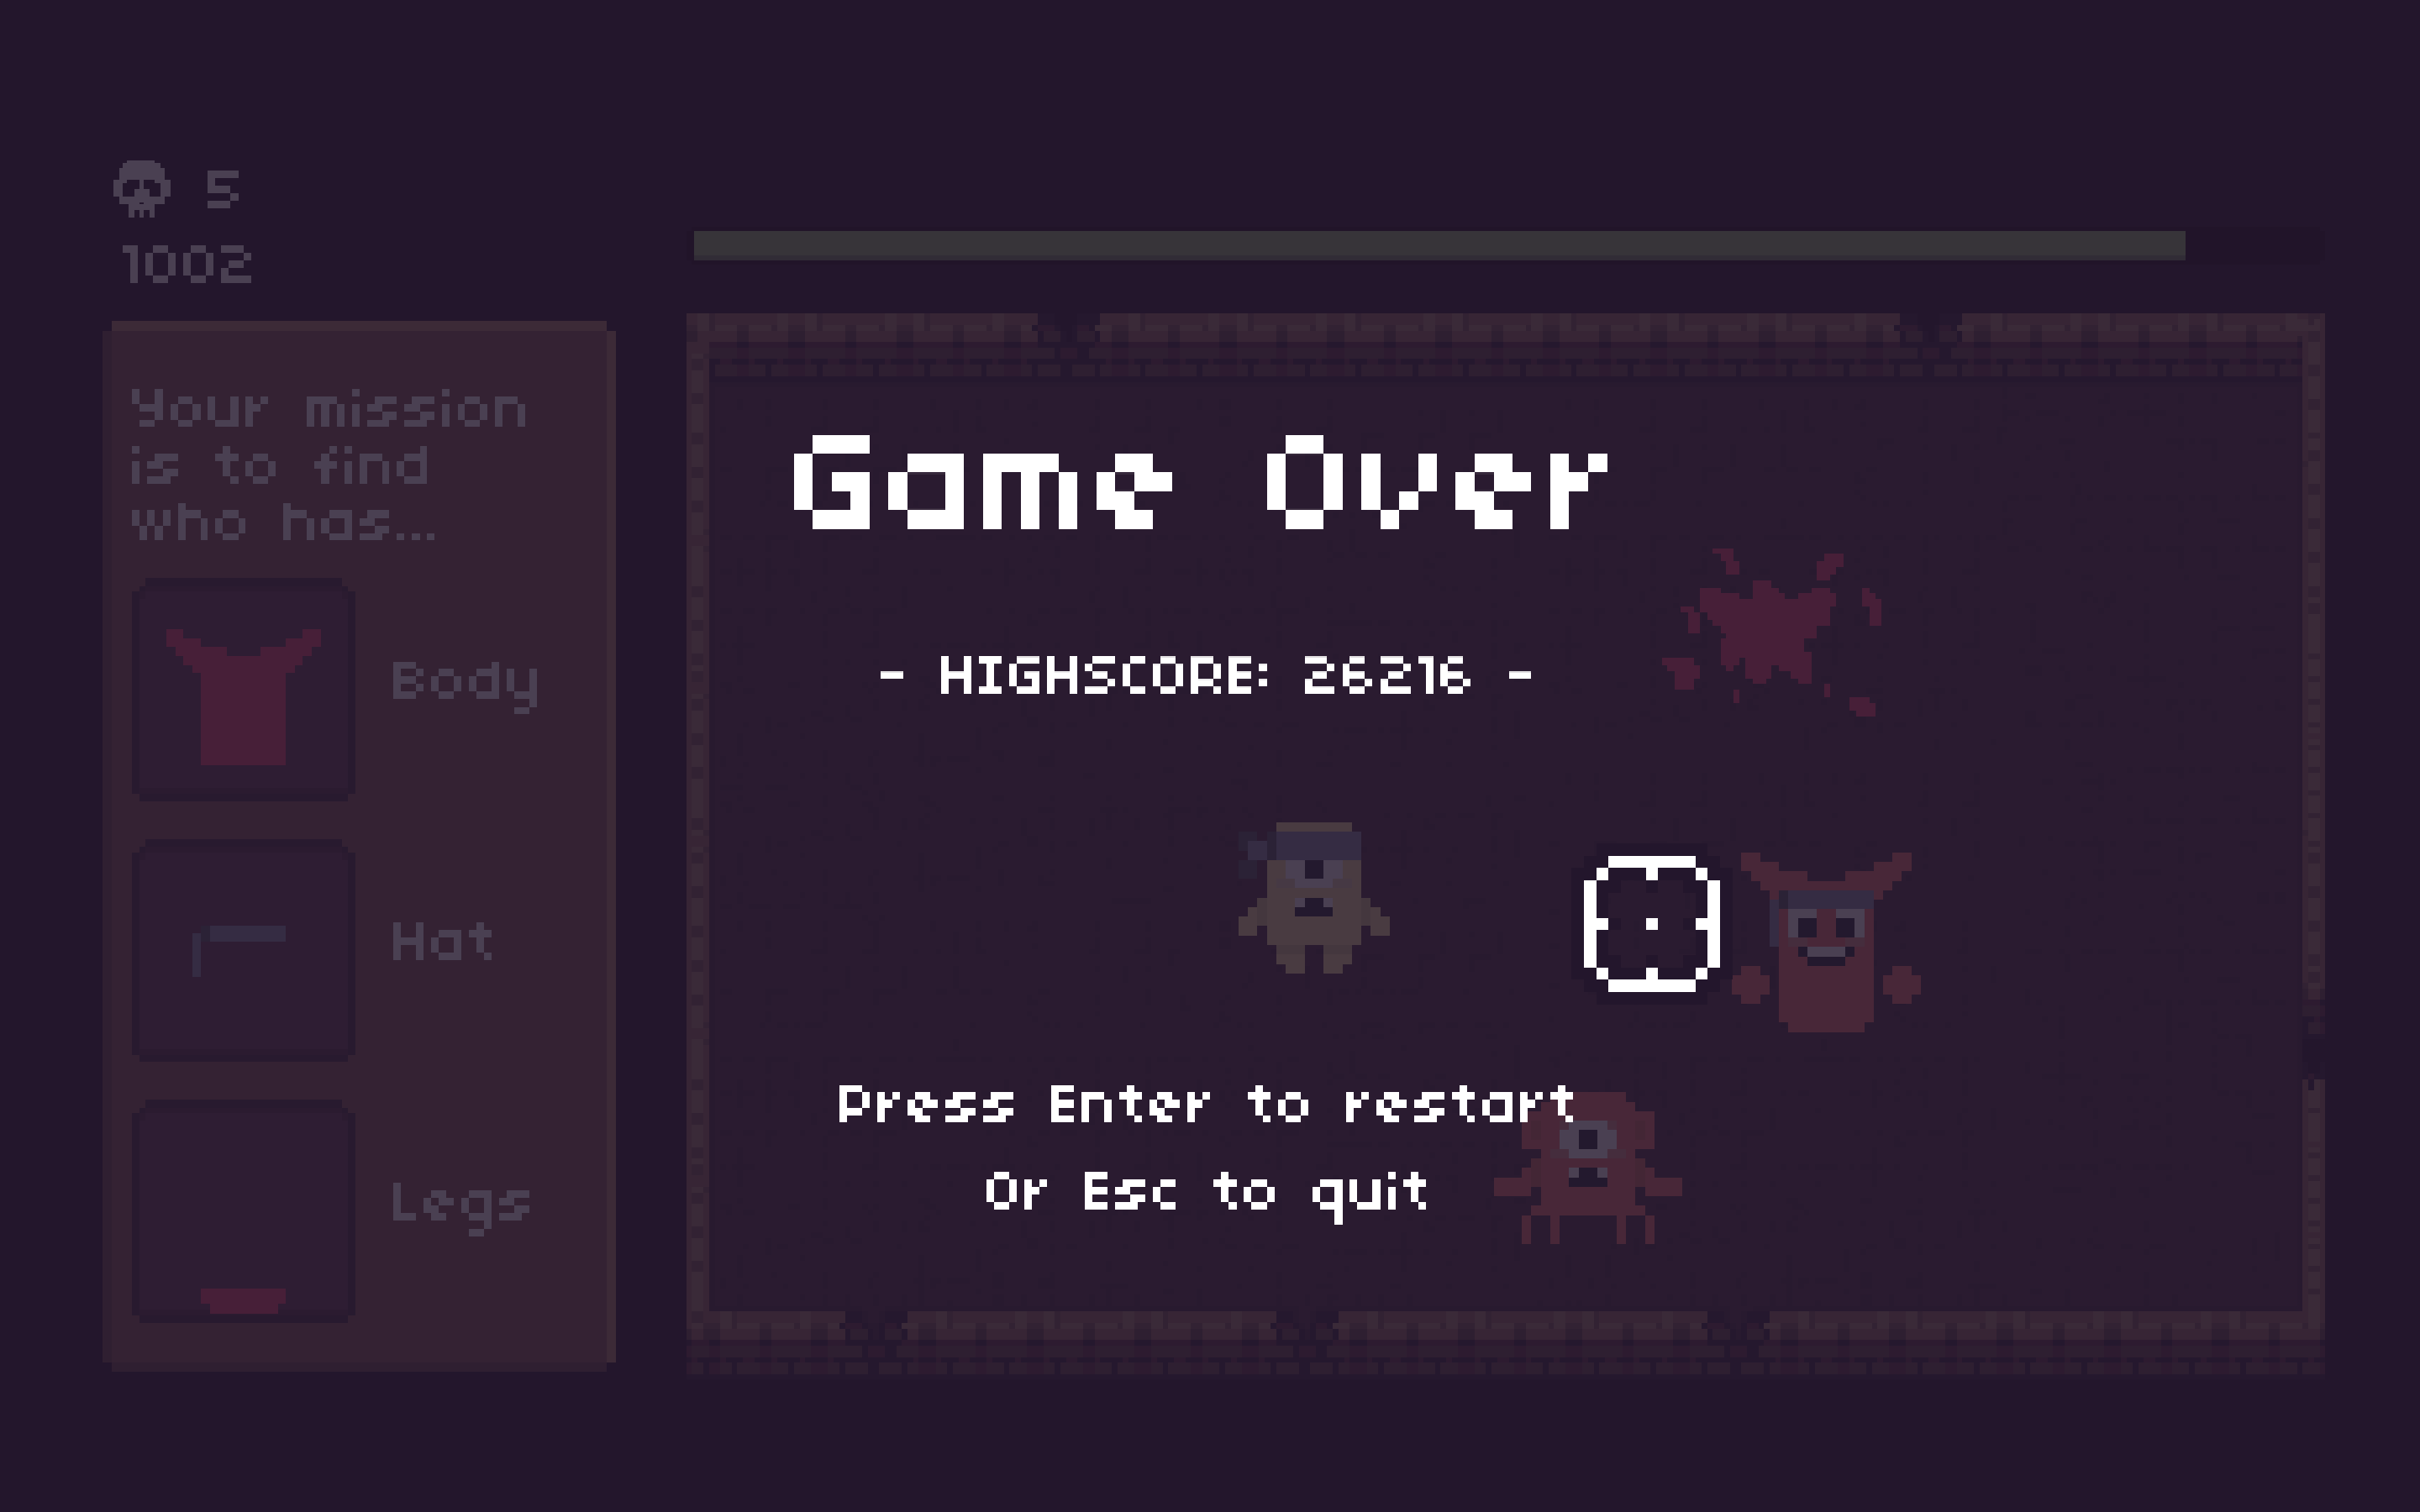 5
1002
Your mission
is to find
who has...
Body
Hat
Legs
Game Over
- HIGHSCORE: 26216 -
Press Enter to restart
Or Esc to quit